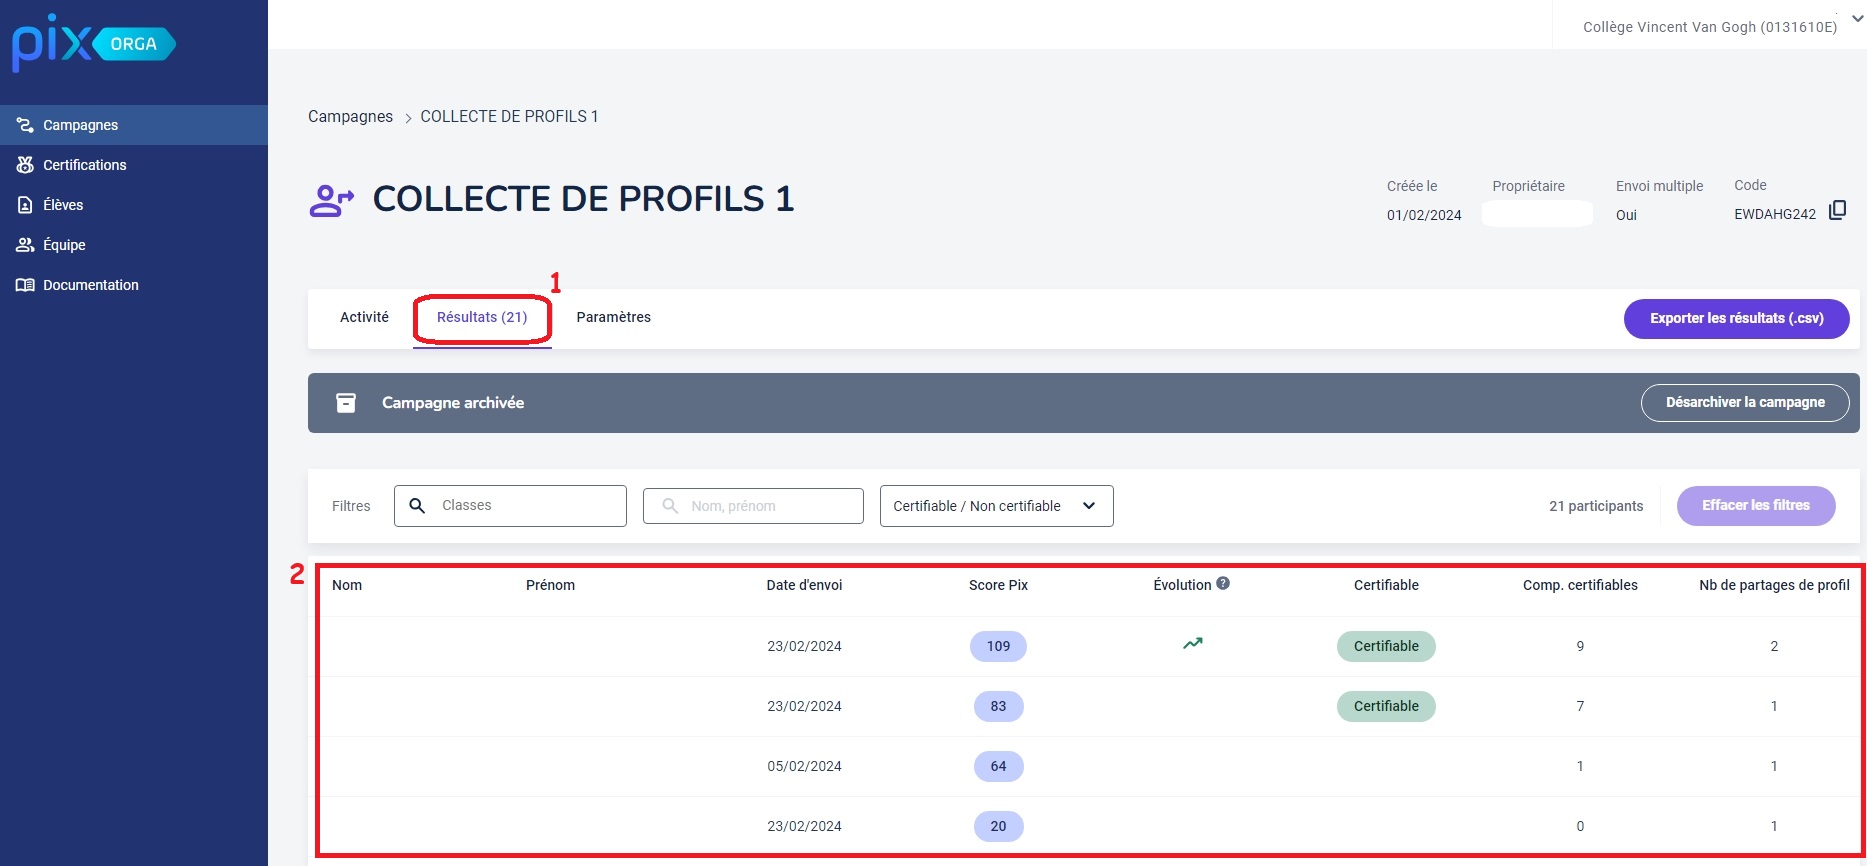 pix ORGA
Collège Vincent Van Gogh (0131610E)
Campagnes
Certifications
Élèves
Équipe
Documentation
Campagnes > COLLECTE DE PROFILS 1
COLLECTE DE PROFILS 1
Créée le
01/02/2024
Propriétaire
Envoi multiple
Oui
Code
EWDAHG242
1
Activité
Résultats (21)
Paramètres
Exporter les résultats (.csv)
Campagne archivée
Désarchiver la campagne
Filtres
Classes
Nom, prénom
Certifiable / Non certifiable
21 participants
Effacer les filtres
2
Nom Prénom Date d'envoi Score Pix Évolution ? Certifiable Comp. certifiables Nb de partages de profil
23/02/2024 109 Certifiable 9 2
23/02/2024 83 Certifiable 7 1
05/02/2024 64 1 1
23/02/2024 20 0 1